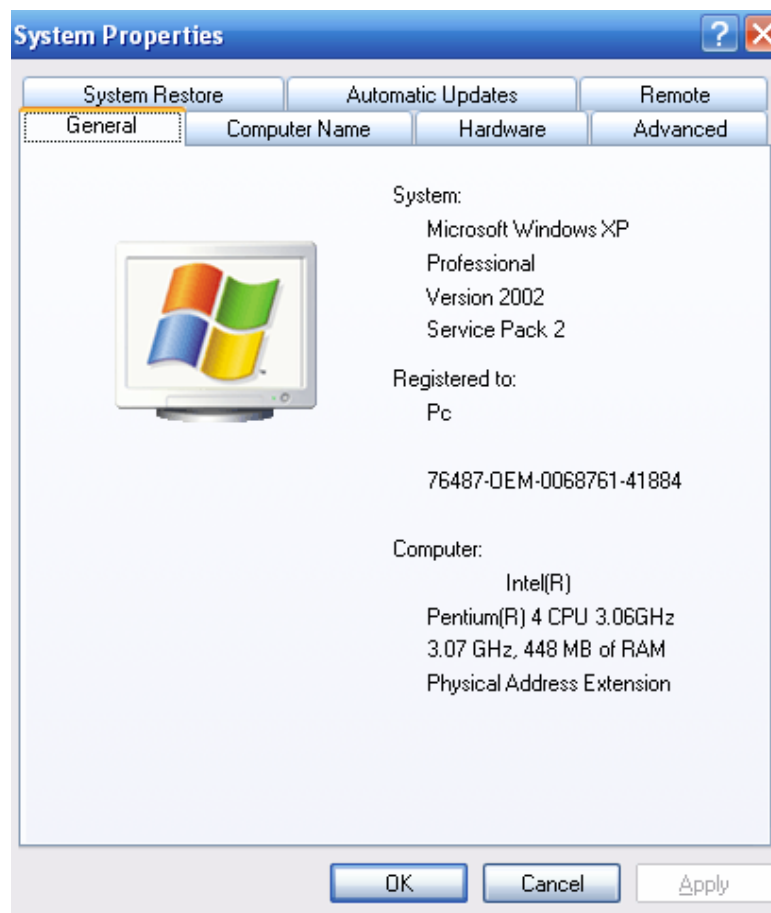 System Properties
?
System Restore Automatic Updates Remote
General Computer Name Hardware Advanced
System:
Microsoft Windows XP
Professional
Version 2002
Service Pack 2
Registered to:
Pc
76487-OEM-0068761-41884
Computer:
Intel(R)
Pentium(R) 4 CPU 3.06GHz
3.07 GHz, 448 MB of RAM
Physical Address Extension
OK Cancel Apply